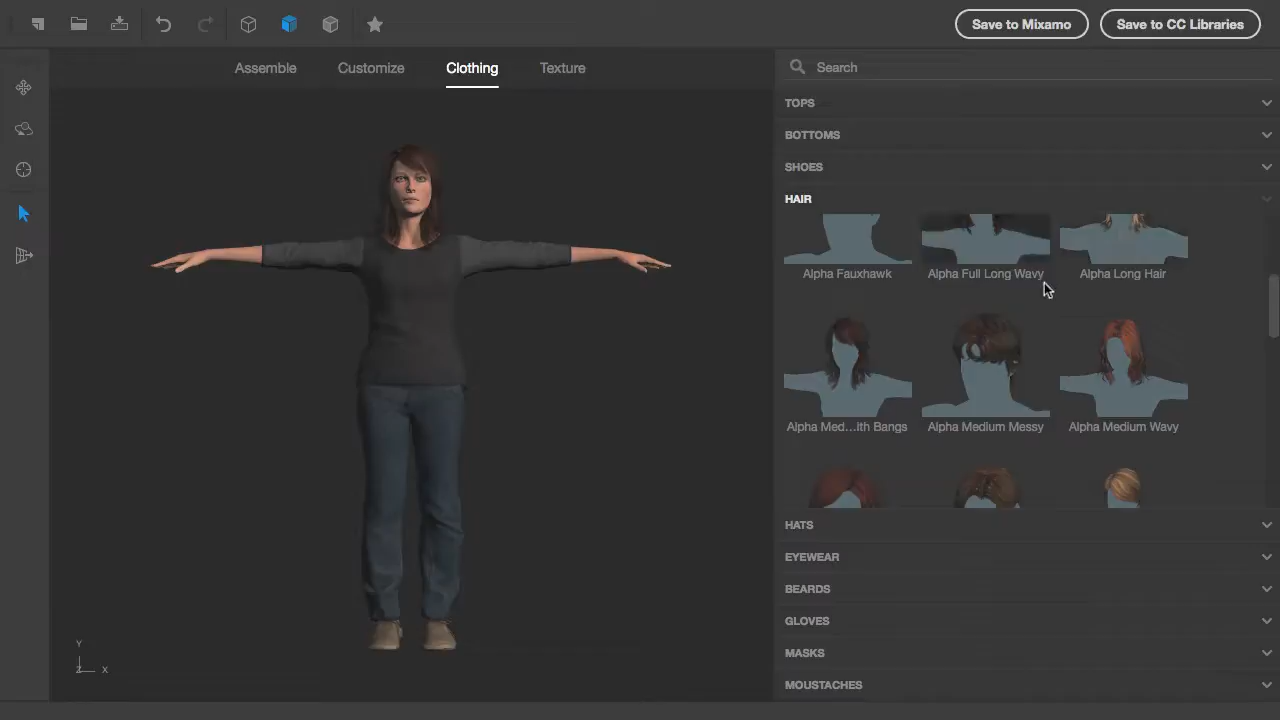 Save to Mixamo
Save to CC Libraries
Assemble
Customize
Clothing
Texture
Search
TOPS
BOTTOMS
SHOES
HAIR
Alpha Fauxhawk
Alpha Full Long Wavy
Alpha Long Hair
Alpha Med...ith Bangs
Alpha Medium Messy
Alpha Medium Wavy
HATS
EYEWEAR
BEARDS
GLOVES
MASKS
MOUSTACHES
Y
Z
X